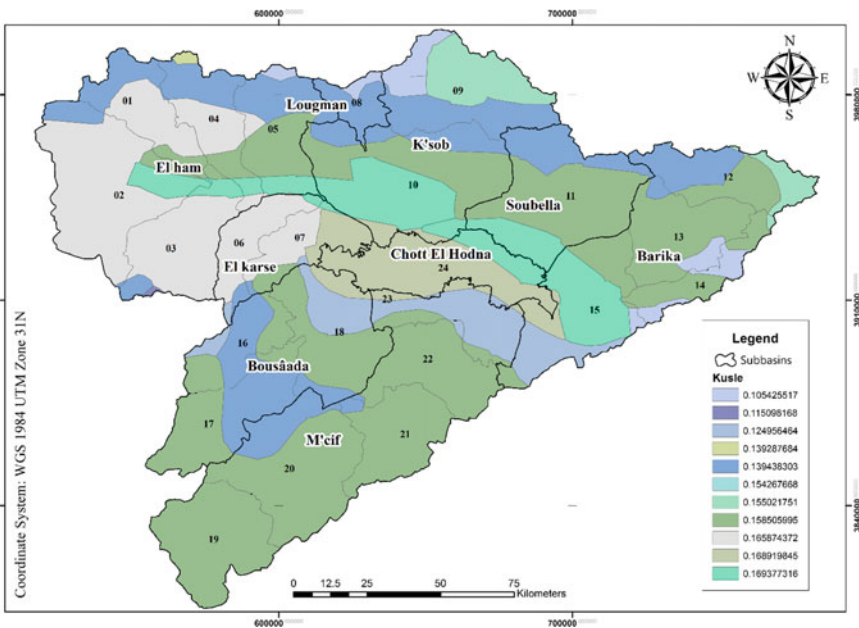 600000
700000
N
W
E
S
3980000
3910000
3840000
01
04
05
Lougman
08
09
K'sob
El ham
02
10
11
12
Soubella
03
06
07
El karse
Chott El Hodna
24
13
Barika
14
23
15
16
18
Bousâada
22
17
M'cif
21
20
19
Coordinate System: WGS 1984 UTM Zone 31N
Legend
Subbasins
Kusle
0.105425517
0.115098168
0.124956464
0.139287684
0.139438303
0.154267668
0.155021751
0.158505995
0.165874372
0.168919845
0.169377316
0 12.5 25 50 75
Kilometers
600000
700000